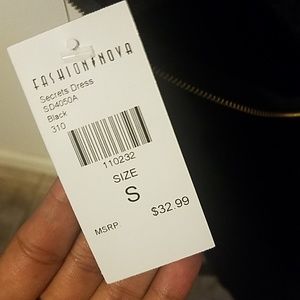 FASHIONNOVA
Secrets Dress
SD4050A
Black
310
110232
SIZE
S
MSRP $32.99